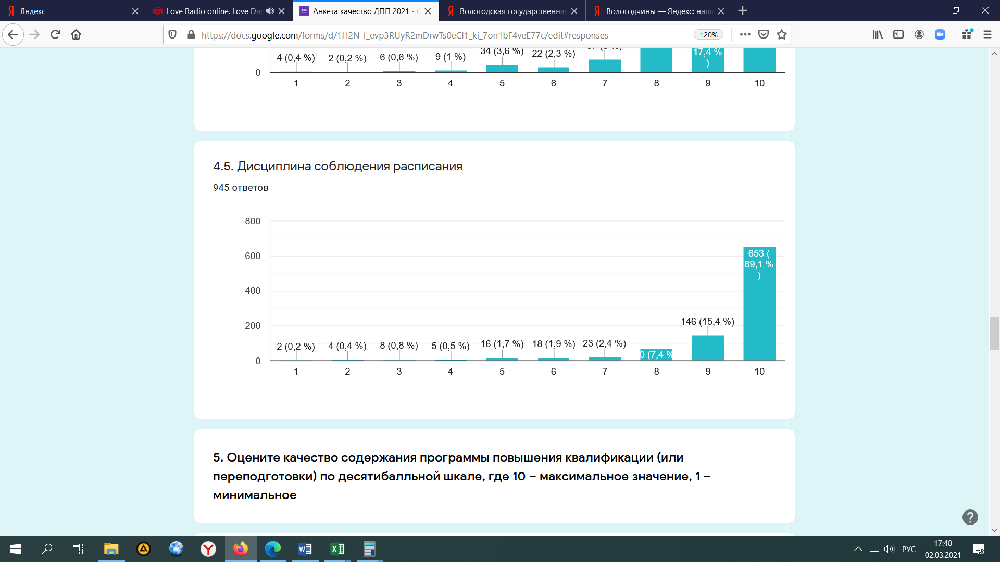 Яндекс
Love Radio online. Love Dan
Анкета качество ДПП 2021 - G
Вологодская государственная
Вологодчины — Яндекс: наш
https://docs.google.com/forms/d/1H2N-f_evp3RUyR2mDrwTs0eCl1_ki_7on1bF4veE77c/edit#responses
120%
4 (0,4 %)
2 (0,2 %)
6 (0,6 %)
9 (1 %)
34 (3,6 %)
22 (2,3 %)
17,4 %
)
0
1 2 3 4 5 6 7 8 9 10
4.5. Дисциплина соблюдения расписания
945 ответов
800
600
400
200
0
2 (0,2 %)
4 (0,4 %)
8 (0,8 %)
5 (0,5 %)
16 (1,7 %)
18 (1,9 %)
23 (2,4 %)
0 (7,4 %
146 (15,4 %)
653 (
69,1 %
)
1 2 3 4 5 6 7 8 9 10
5. Оцените качество содержания программы повышения квалификации (или
переподготовки) по десятибалльной шкале, где 10 – максимальное значение, 1 –
минимальное
РУС
17:48
02.03.2021